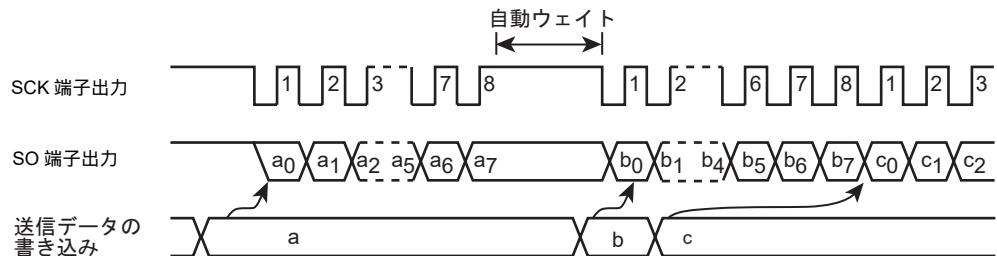 自動ウェイト
SCK 端子出力 1 2 3 7 8 1 2 6 7 8 1 2 3
SO 端子出力 a0 a1 a2 a5 a6 a7 b0 b1 b4 b5 b6 b7 c0 c1 c2
送信データの
書き込み
a b c